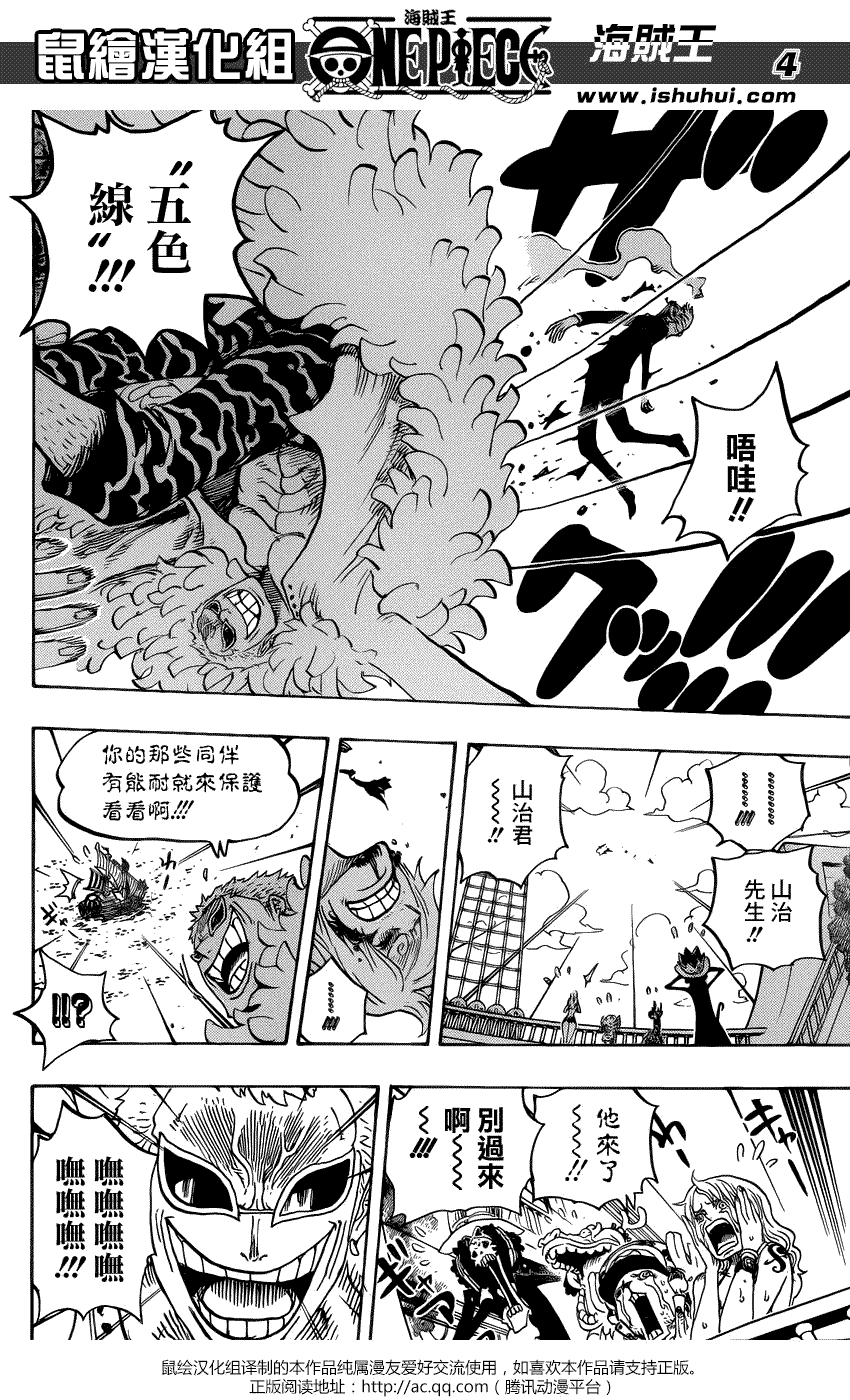 鼠繪漢化組
海賊王
ONE PIECE
海賊王
4
www.ishuhui.com
ザ
グッ
〝五色
線〞!!!
唔哇!!
山治君
〜〜!!
山治
先生!!
你的那些同伴
有能耐就來保護
看看啊!!!
!!?
他來了
〜〜!!
別過來
啊〜〜
〜〜!!!
嘸嘸嘸嘸
嘸嘸嘸嘸!!!
鼠绘汉化组译制的本作品纯属漫友爱好交流使用，如喜欢本作品请支持正版。
正版阅读地址：http://ac.qq.com（腾讯动漫平台）